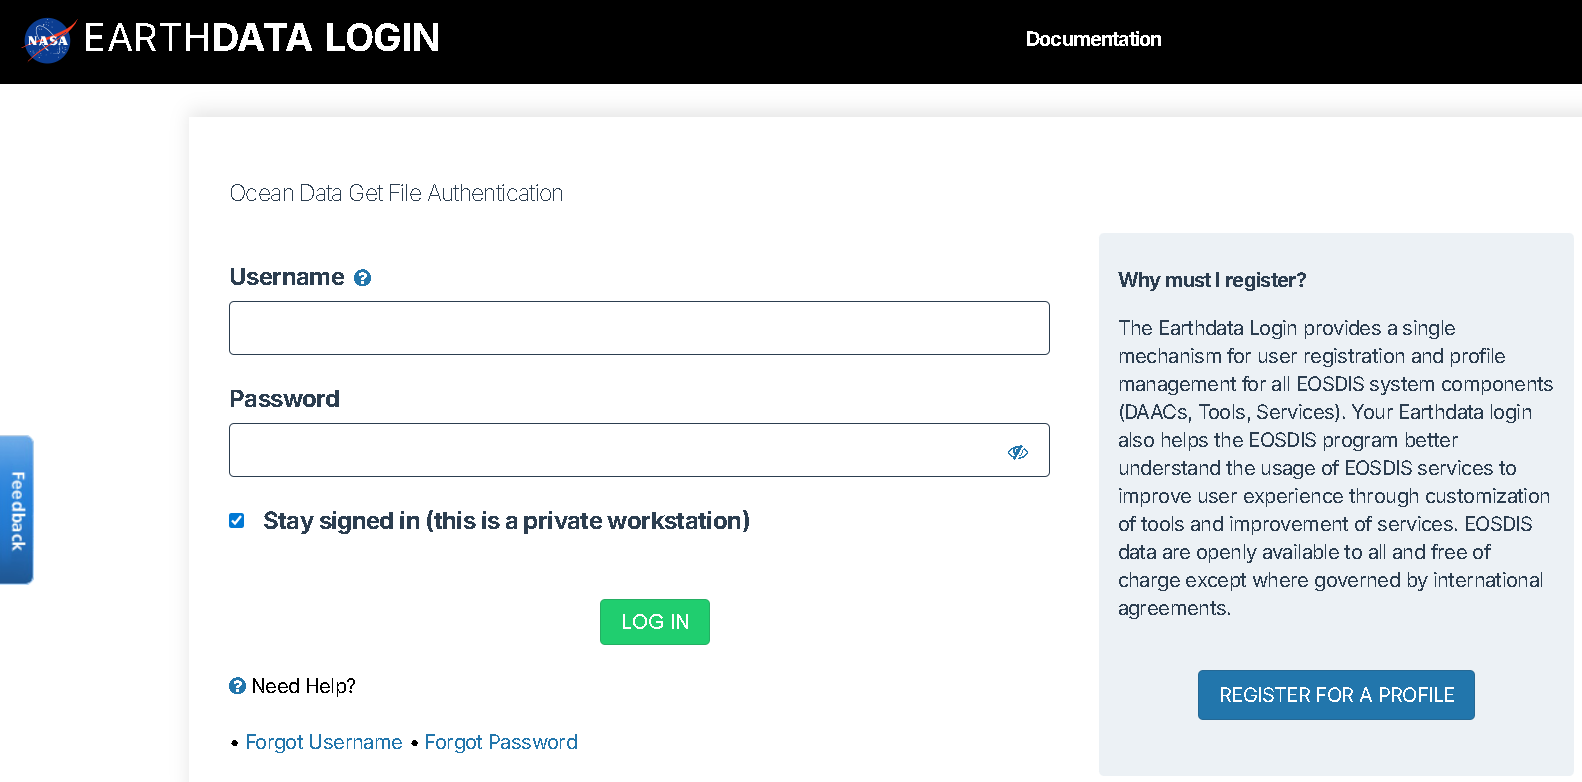 NASA EARTHDATA LOGIN
Documentation
Ocean Data Get File Authentication
Username ?
Password
Stay signed in (this is a private workstation)
LOG IN
? Need Help?
• Forgot Username • Forgot Password
Feedback
Why must I register?
The Earthdata Login provides a single
mechanism for user registration and profile
management for all EOSDIS system components
(DAACs, Tools, Services). Your Earthdata login
also helps the EOSDIS program better
understand the usage of EOSDIS services to
improve user experience through customization
of tools and improvement of services. EOSDIS
data are openly available to all and free of
charge except where governed by international
agreements.
REGISTER FOR A PROFILE